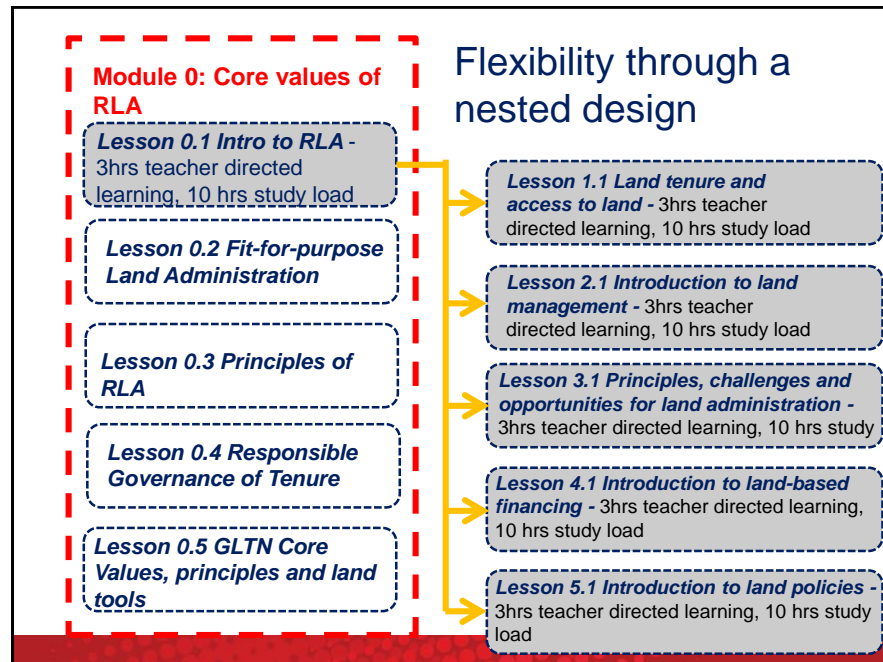 Flexibility through a
nested design
Module 0: Core values of
RLA
Lesson 0.1 Intro to RLA -
3hrs teacher directed
learning, 10 hrs study load
Lesson 0.2 Fit-for-purpose
Land Administration
Lesson 0.3 Principles of
RLA
Lesson 0.4 Responsible
Governance of Tenure
Lesson 0.5 GLTN Core
Values, principles and land
tools
Lesson 1.1 Land tenure and
access to land - 3hrs teacher
directed learning, 10 hrs study load
Lesson 2.1 Introduction to land
management - 3hrs teacher
directed learning, 10 hrs study load
Lesson 3.1 Principles, challenges and
opportunities for land administration -
3hrs teacher directed learning, 10 hrs study
Lesson 4.1 Introduction to land-based
financing - 3hrs teacher directed learning,
10 hrs study load
Lesson 5.1 Introduction to land policies -
3hrs teacher directed learning, 10 hrs study
load